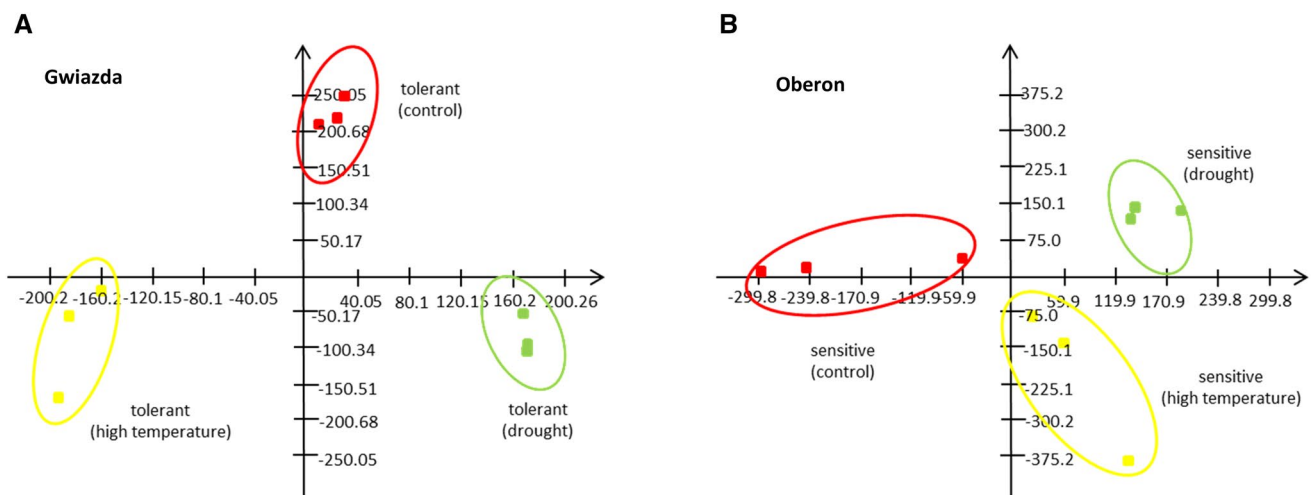 A
Gwiazda
tolerant
(control)
250.05
200.68
150.51
100.34
50.17
-200.2 -160.2 -120.15 -80.1 -40.05 40.05 80.1 120.15 160.2 200.26
-50.17
-100.34
-150.51
-200.68
-250.05
tolerant
(high temperature)
tolerant
(drought)
B
Oberon
375.2
300.2
225.1
150.1
75.0
sensitive
(drought)
-299.8 -239.8 -170.9 -119.9 -59.9 59.9 119.9 170.9 239.8 299.8
-75.0
-150.1
-225.1
-300.2
-375.2
sensitive
(control)
sensitive
(high temperature)